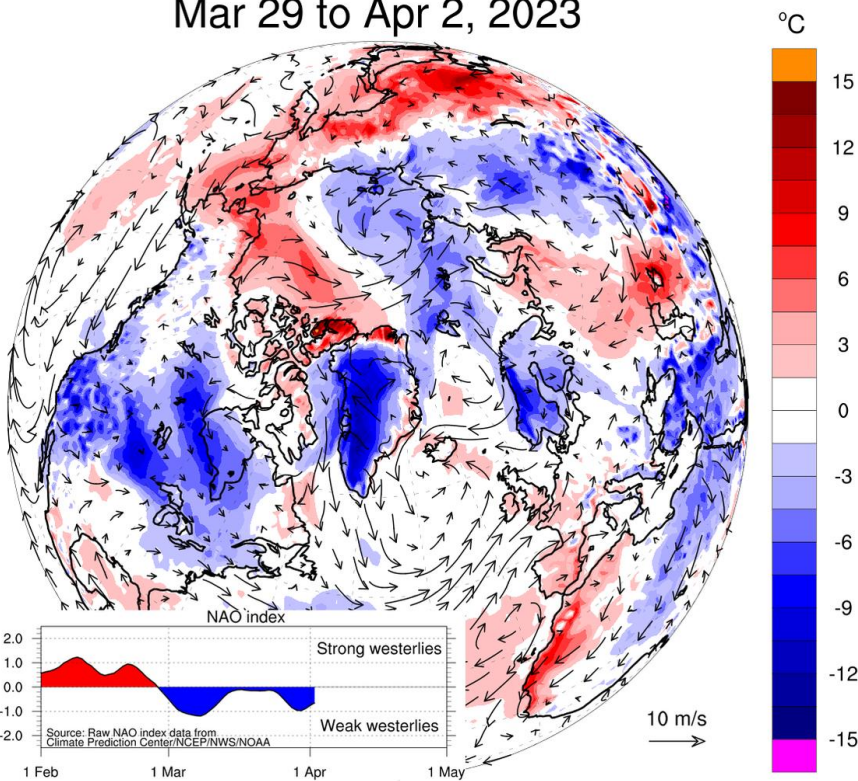 Mar 29 to Apr 2, 2023
°C
15
12
9
6
3
0
-3
-6
-9
-12
-15
NAO index
2.0
1.0
0.0
-1.0
-2.0
Strong westerlies
Weak westerlies
Source: Raw NAO index data from
Climate Prediction Center/NCEP/NWS/NOAA
1 Feb
1 Mar
1 Apr
1 May
10 m/s